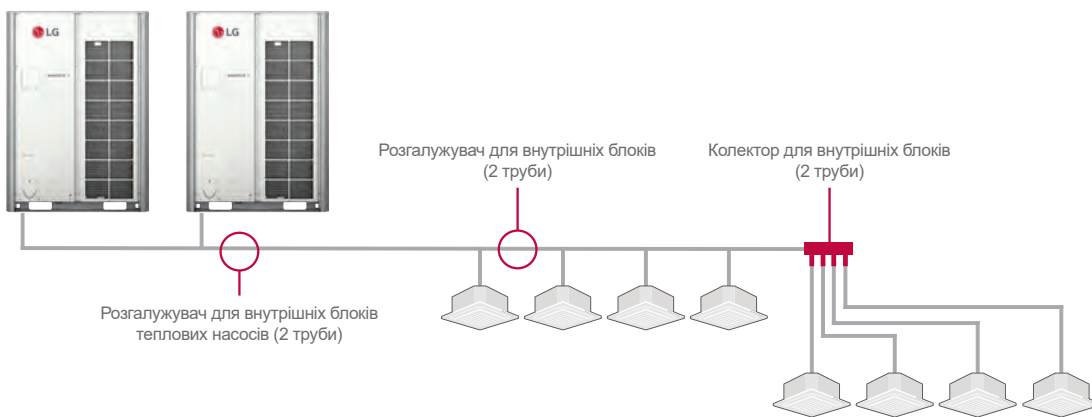 LG
LG
Розгалужувач для внутрішніх блоків
(2 труби)
Колектор для внутрішніх блоків
(2 труби)
Розгалужувач для внутрішніх блоків
теплових насосів (2 труби)